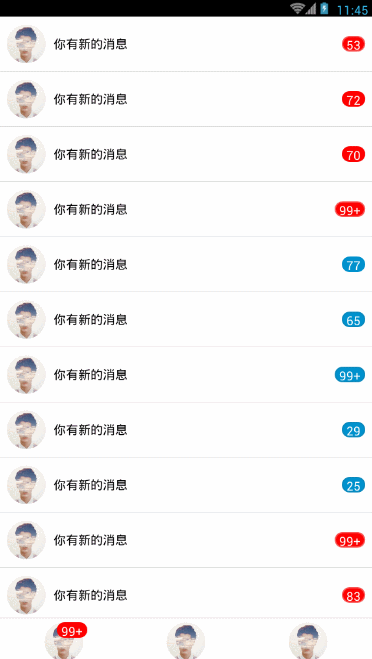 11:45
你有新的消息 53
你有新的消息 72
你有新的消息 70
你有新的消息 99+
你有新的消息 77
你有新的消息 65
你有新的消息 99+
你有新的消息 29
你有新的消息 25
你有新的消息 99+
你有新的消息 83
99+